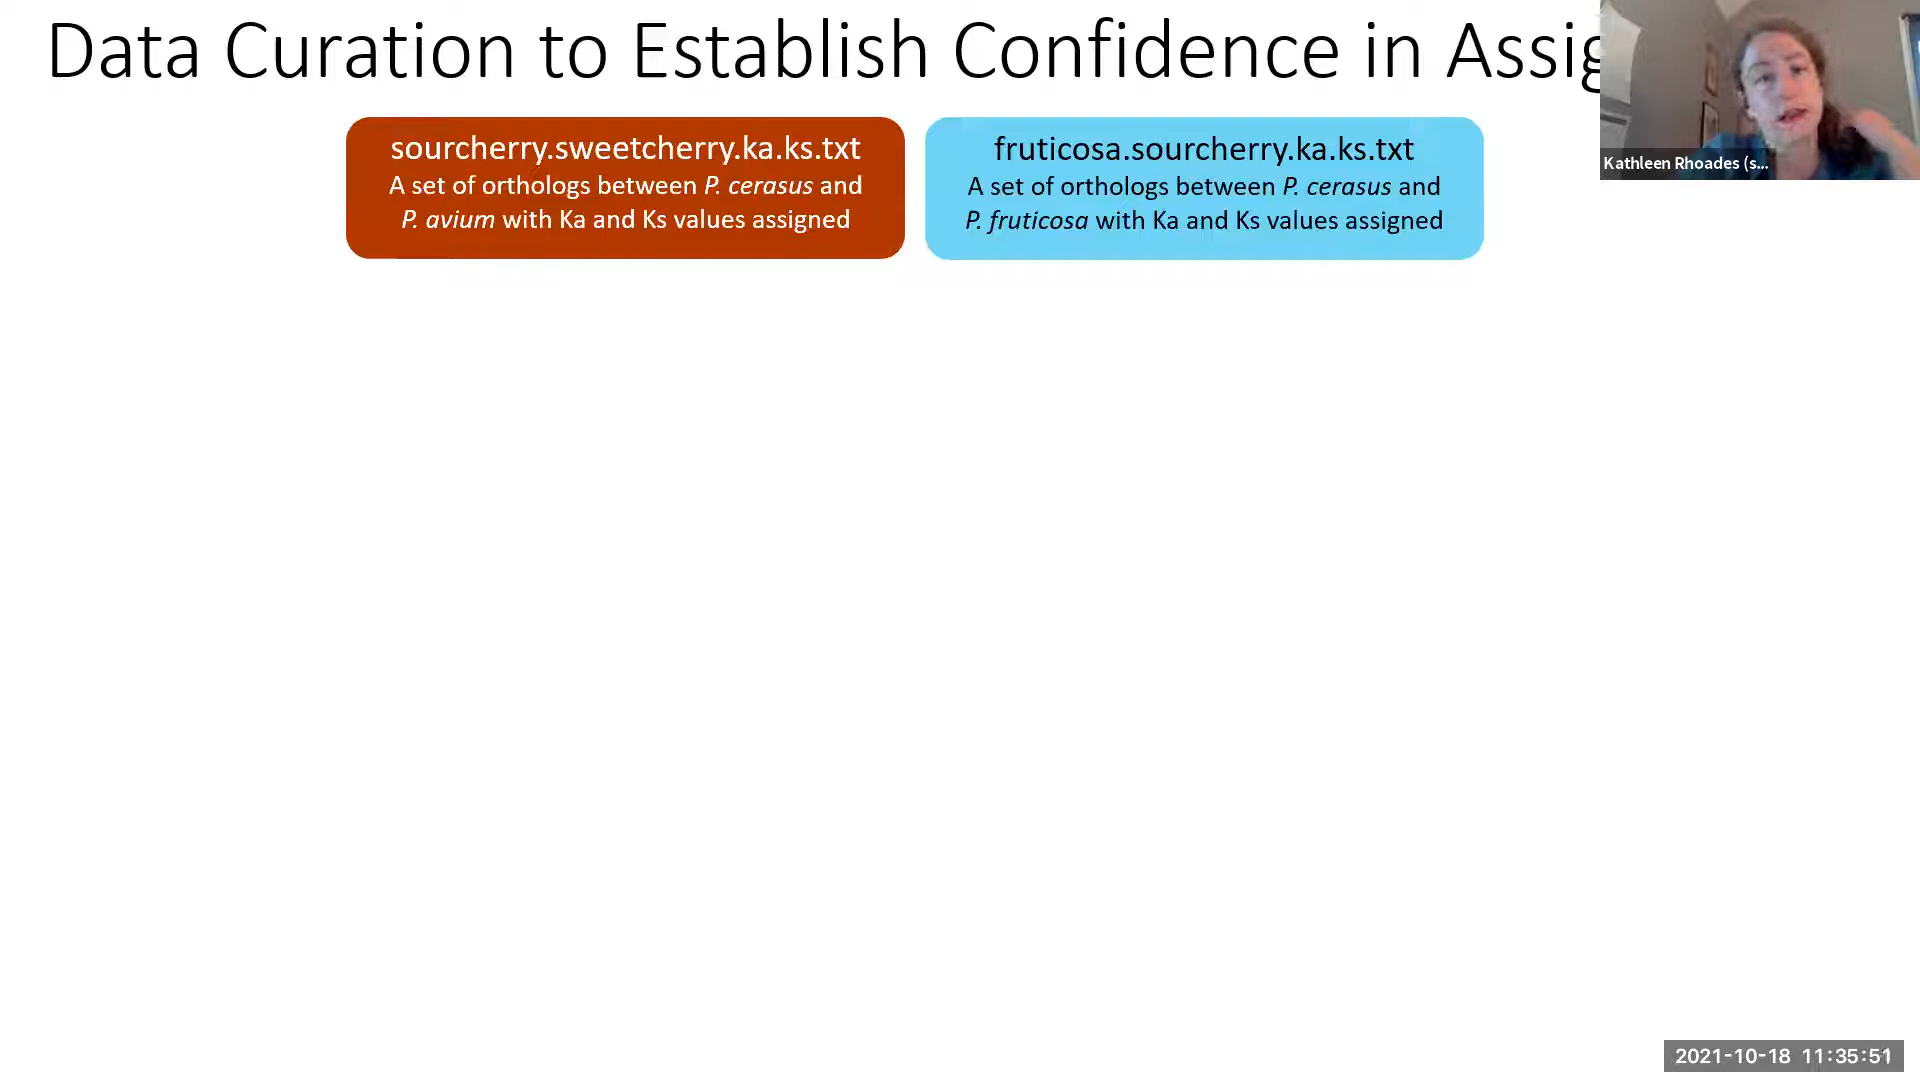 Data Curation to Establish Confidence in Assig
sourcherry.sweetcherry.ka.ks.txt
A set of orthologs between P. cerasus and
P. avium with Ka and Ks values assigned
fruticosa.sourcherry.ka.ks.txt
A set of orthologs between P. cerasus and
P. fruticosa with Ka and Ks values assigned
Kathleen Rhoades (s...
2021-10-18 11:35:51